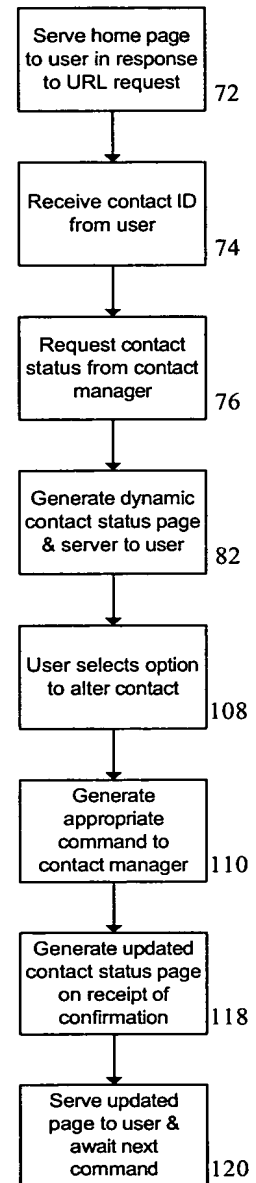 Serve home page
to user in response
to URL request
72
Receive contact ID
from user
74
Request contact
status from contact
manager
76
Generate dynamic
contact status page
& server to user
82
User selects option
to alter contact
108
Generate
appropriate
command to
contact manager
110
Generate updated
contact status page
on receipt of
confirmation
118
Serve updated
page to user &
await next
command
120